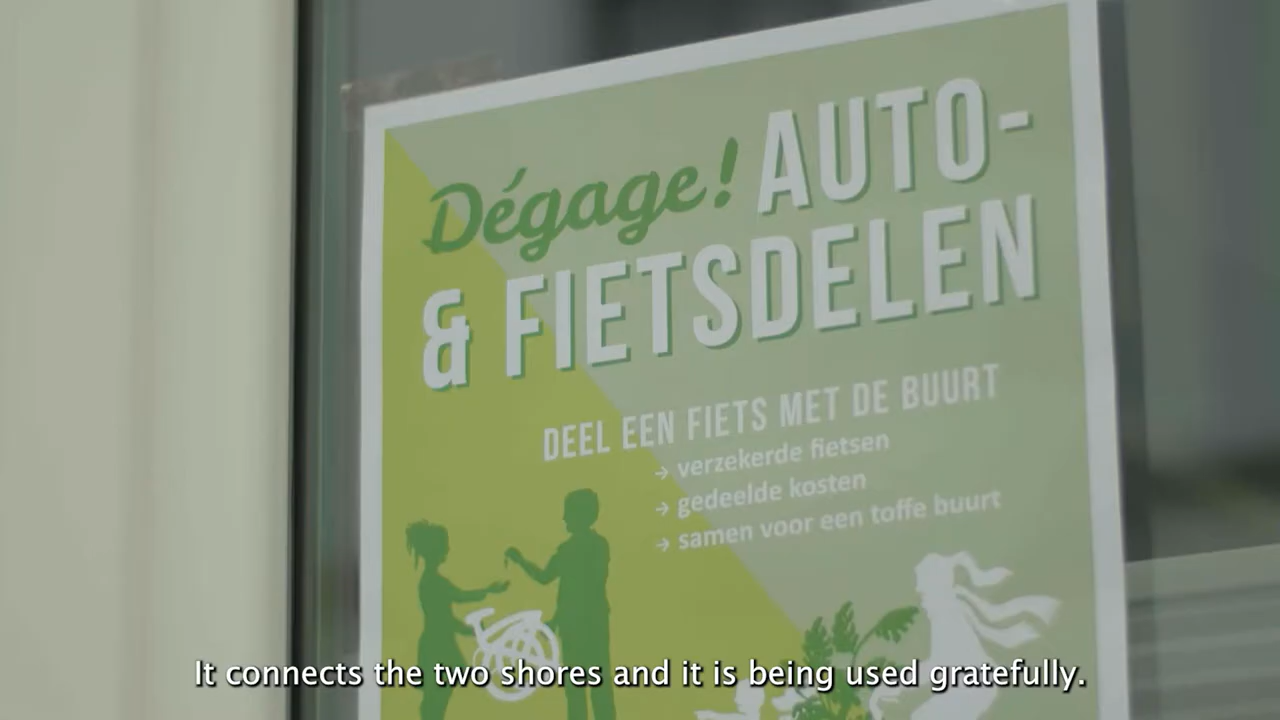 Dégage! AUTO-
& FIETSDELEN
DEEL EEN FIETS MET DE BUURT
→ verzekerde fietsen
→ gedeelde kosten
→ samen voor een toffe buurt
It connects the two shores and it is being used gratefully.